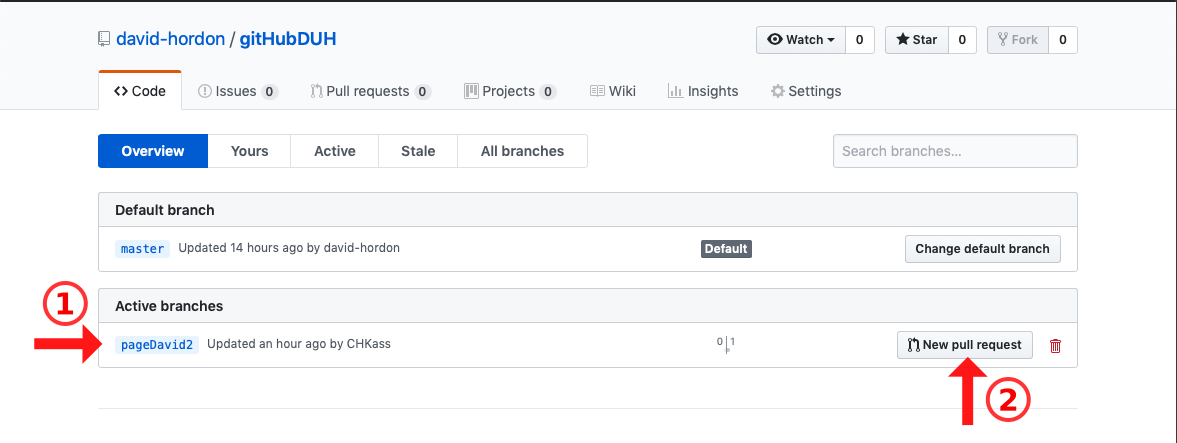 david-hordon / gitHubDUH
Watch 0 Star 0 Fork 0
Code Issues 0 Pull requests 0 Projects 0 Wiki Insights Settings
Overview Yours Active Stale All branches Search branches...
Default branch
master Updated 14 hours ago by david-hordon Default Change default branch
1
Active branches
pageDavid2 Updated an hour ago by CHKass 0 1 New pull request
2